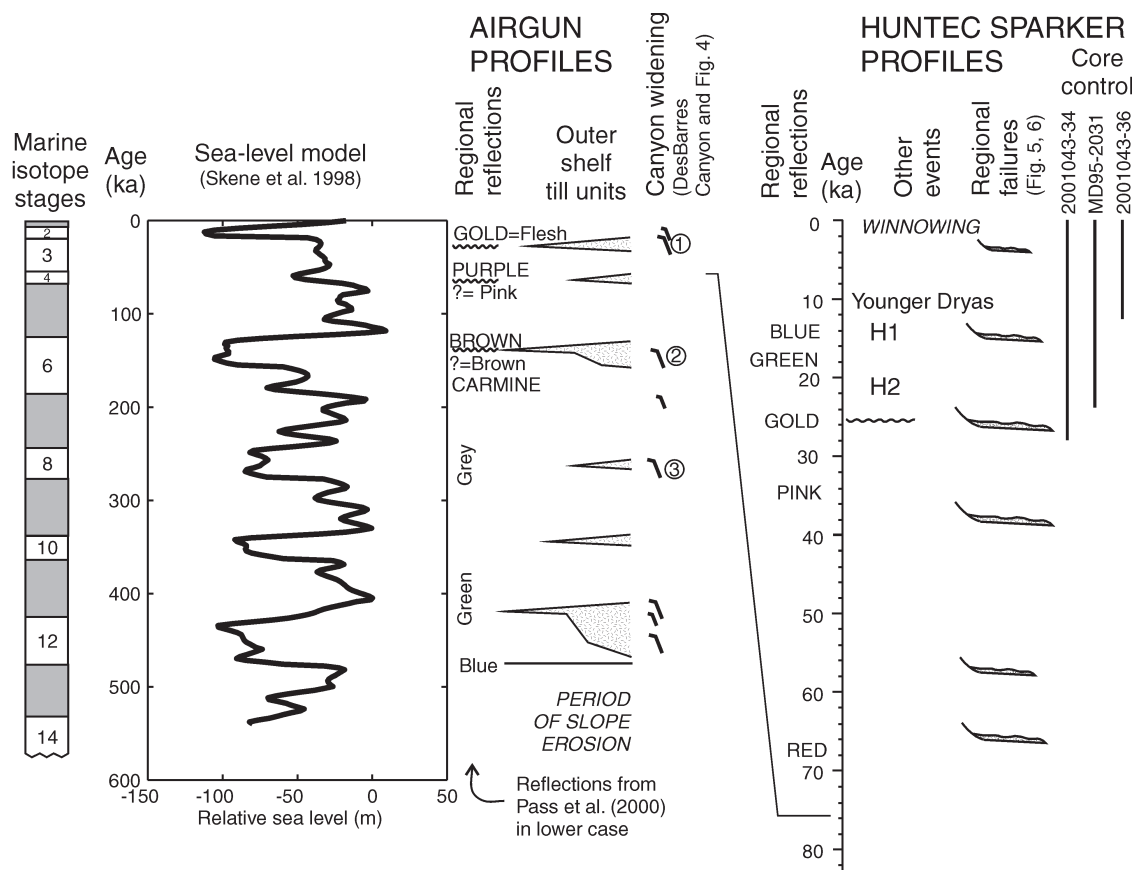 AIRGUN
PROFILES
HUNTEC SPARKER
PROFILES
Marine
isotope
stages
Age
(ka)
Sea-level model
(Skene et al. 1998)
Regional
reflections
Outer
shelf
till units
Canyon widening
(DesBarres
Canyon and Fig. 4)
Regional
reflections
Age
(ka)
Other
events
Regional
failures
(Fig. 5, 6)
Core
control
2001043-34
MD95-2031
2001043-36
2
3
4
6
8
10
12
14
0
100
200
300
400
500
600
-150
-100
-50
0
50
Relative sea level (m)
GOLD=Flesh
PURPLE
?= Pink
BROWN
?=Brown
CARMINE
Grey
Green
Blue
1
2
3
PERIOD
OF SLOPE
EROSION
Reflections from
Pass et al. (2000)
in lower case
BLUE
GREEN
GOLD
PINK
RED
0
10
20
30
40
50
60
70
80
WINNOWING
Younger Dryas
H1
H2